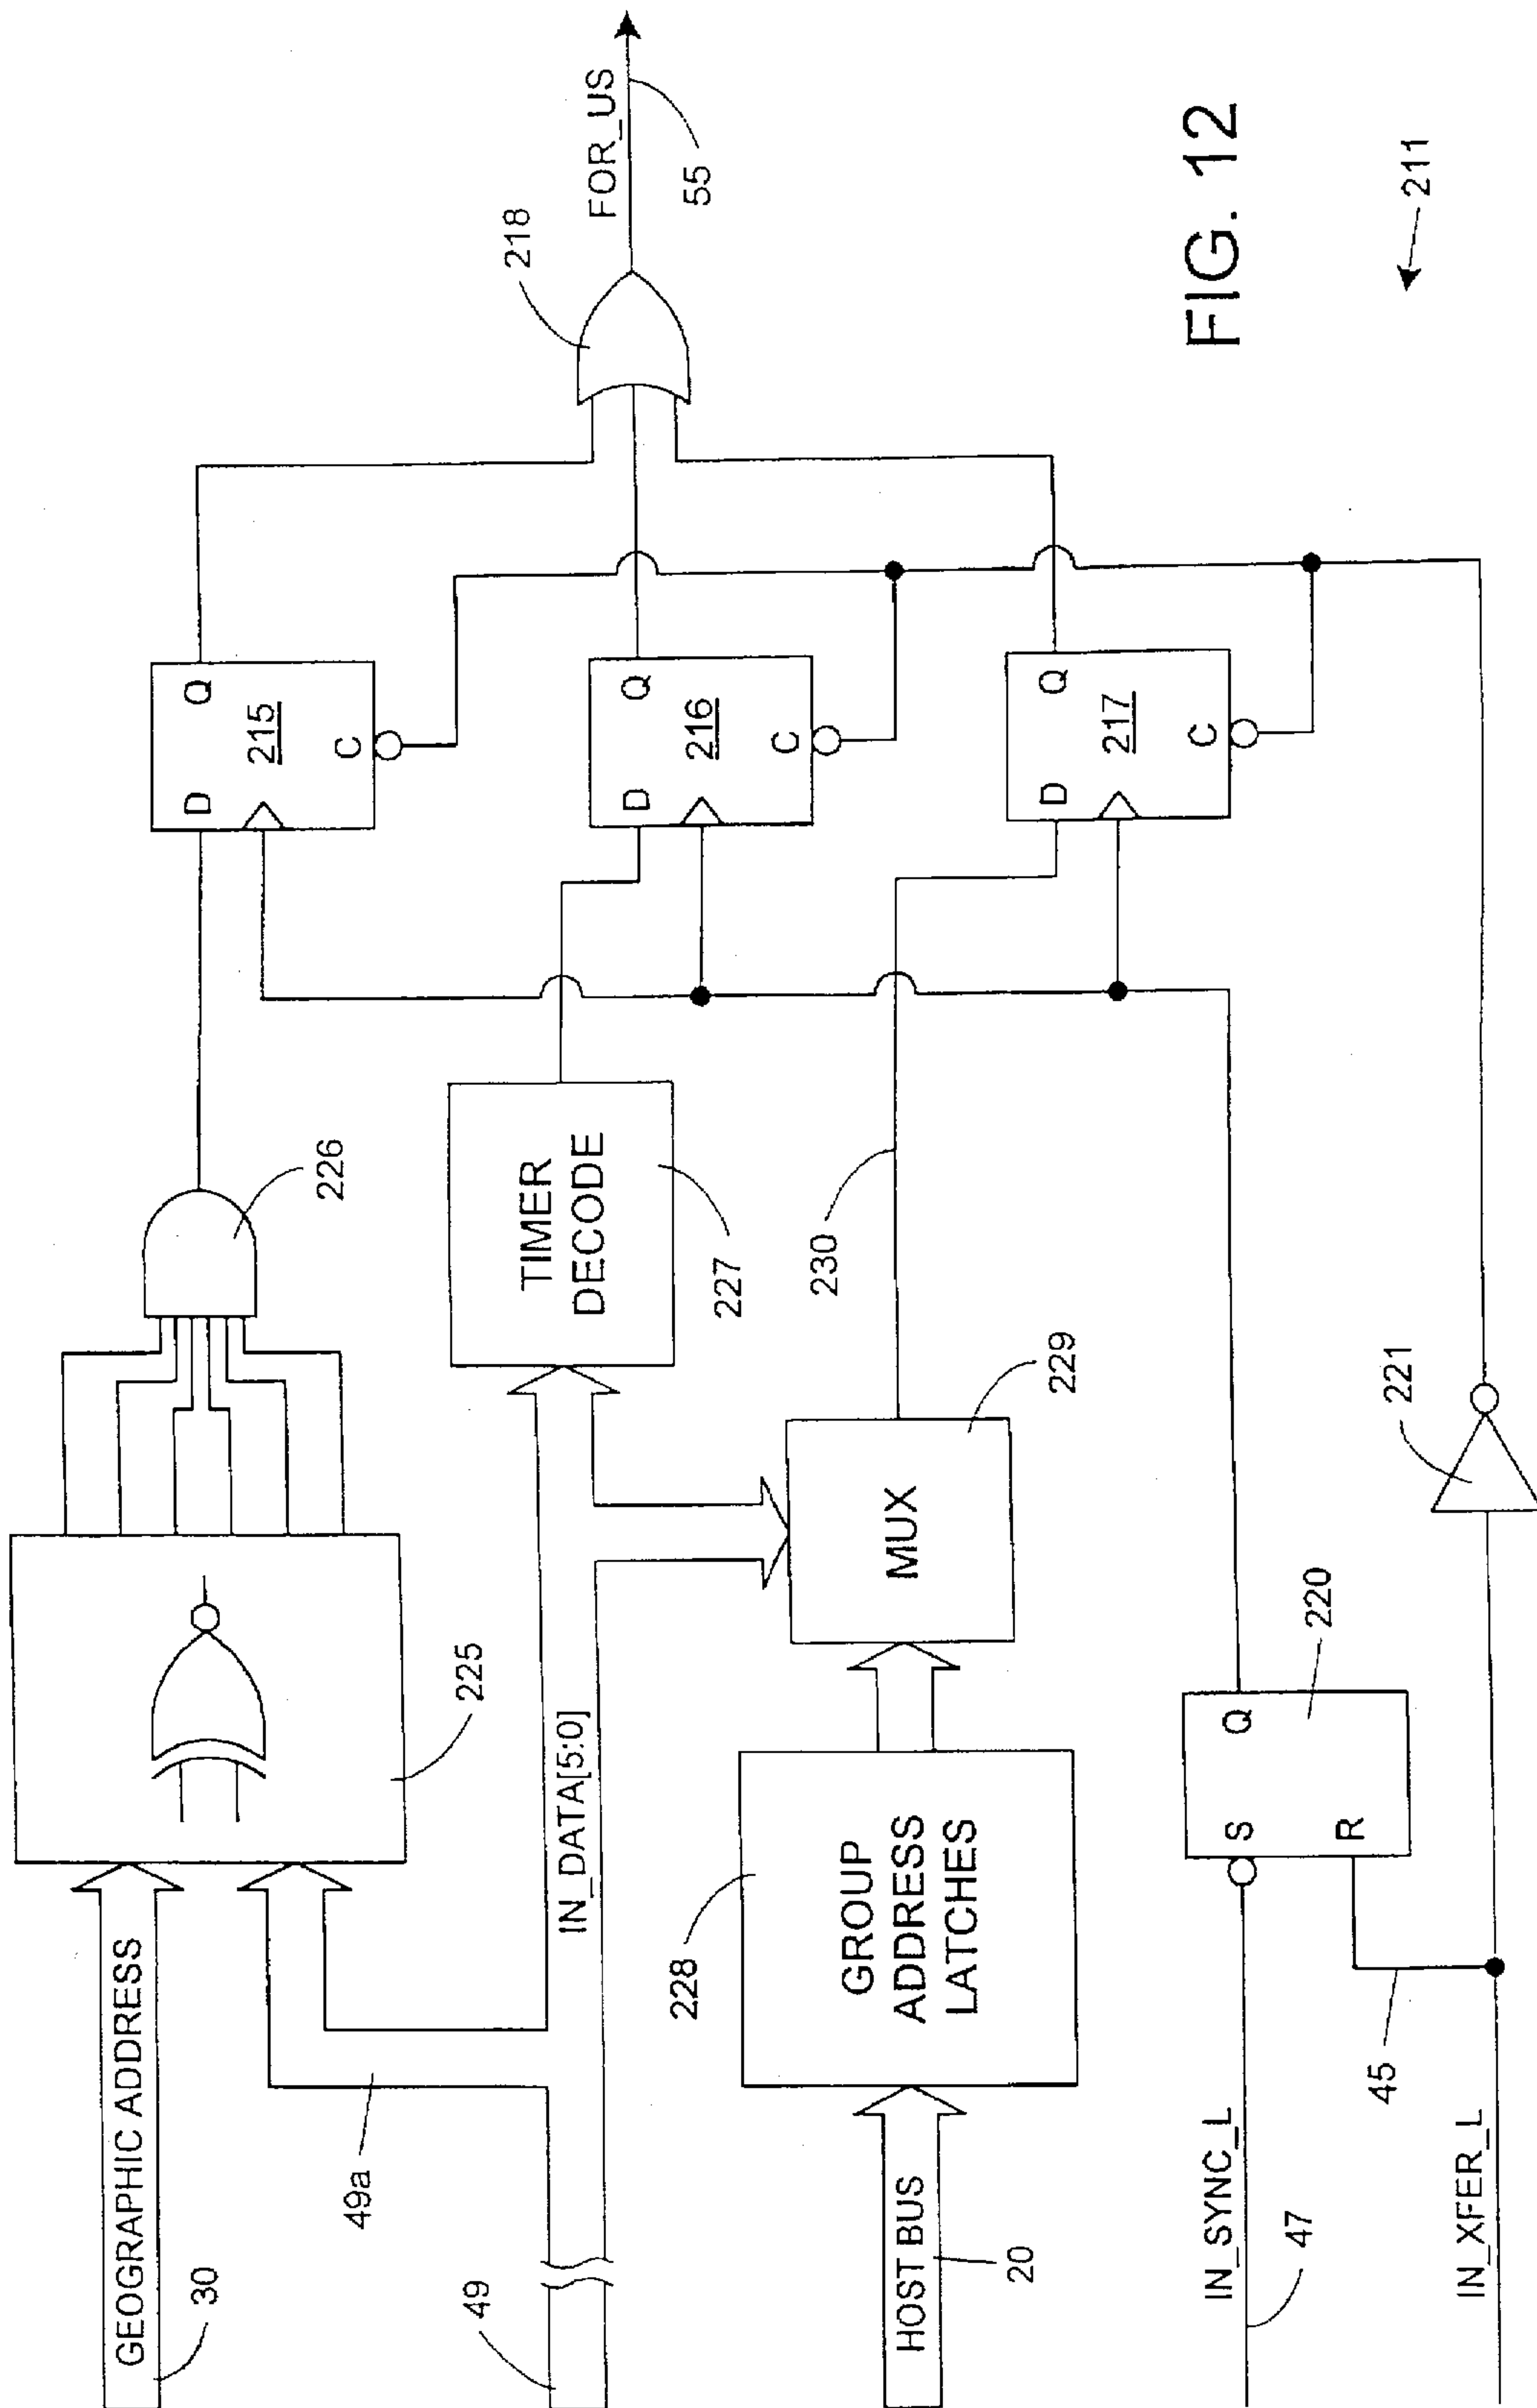 GEOGRAPHIC ADDRESS
30
49a
49
IN_DATA[5:0]
225
226
TIMER
DECODE
227
HOST BUS
20
GROUP
ADDRESS
LATCHES
228
MUX
229
230
IN_SYNC_L
47
IN_XFER_L
45
S
R
Q
220
221
D
Q
215
C
D
Q
216
C
D
Q
217
C
218
FOR_US
55
FIG. 12
211